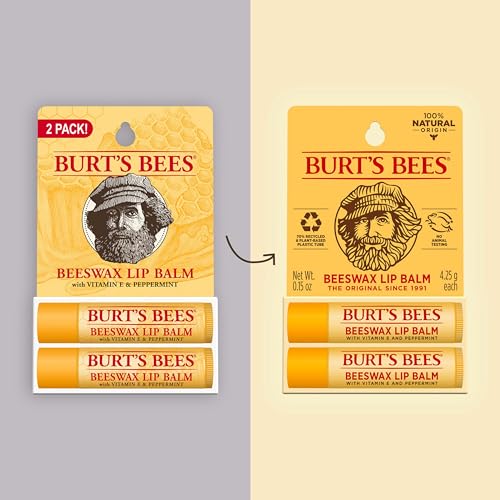 2 PACK!
BURT'S BEES
BEESWAX LIP BALM
with VITAMIN E & PEPPERMINT
BURT'S BEES®
BEESWAX LIP BALM
WITH VITAMIN E & PEPPERMINT
BURT'S BEES®
BEESWAX LIP BALM
WITH VITAMIN E & PEPPERMINT
100%
NATURAL
ORIGIN
BURT'S BEES®
70% RECYCLED
& PLANT-BASED
PLASTIC TUBE
NO
ANIMAL
TESTING
Net Wt.
0.15 oz
BEESWAX LIP BALM
THE ORIGINAL SINCE 1991
4.25 g
each
BURT'S BEES®
BEESWAX LIP BALM
WITH VITAMIN E AND PEPPERMINT
BURT'S BEES®
BEESWAX LIP BALM
WITH VITAMIN E AND PEPPERMINT